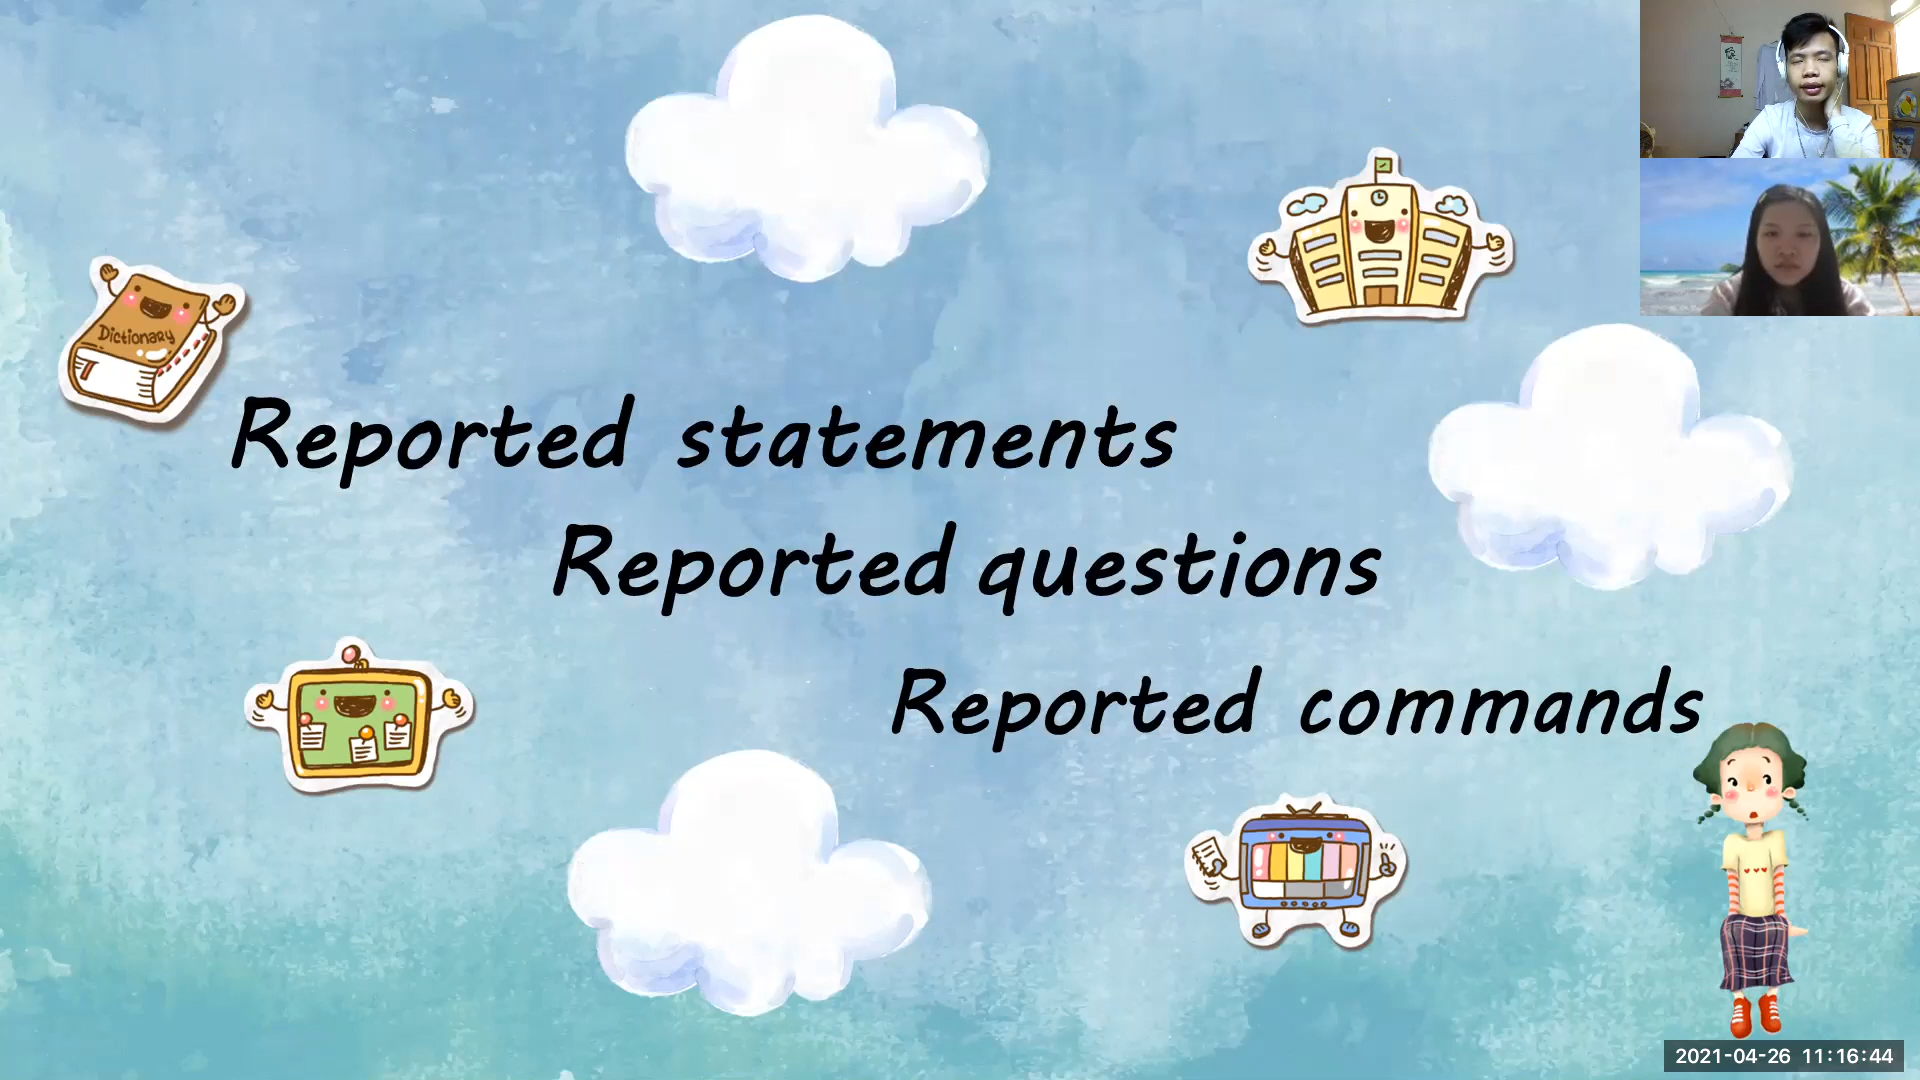 Dictionary
Reported statements
Reported questions
Reported commands
2021-04-26 11:16:44